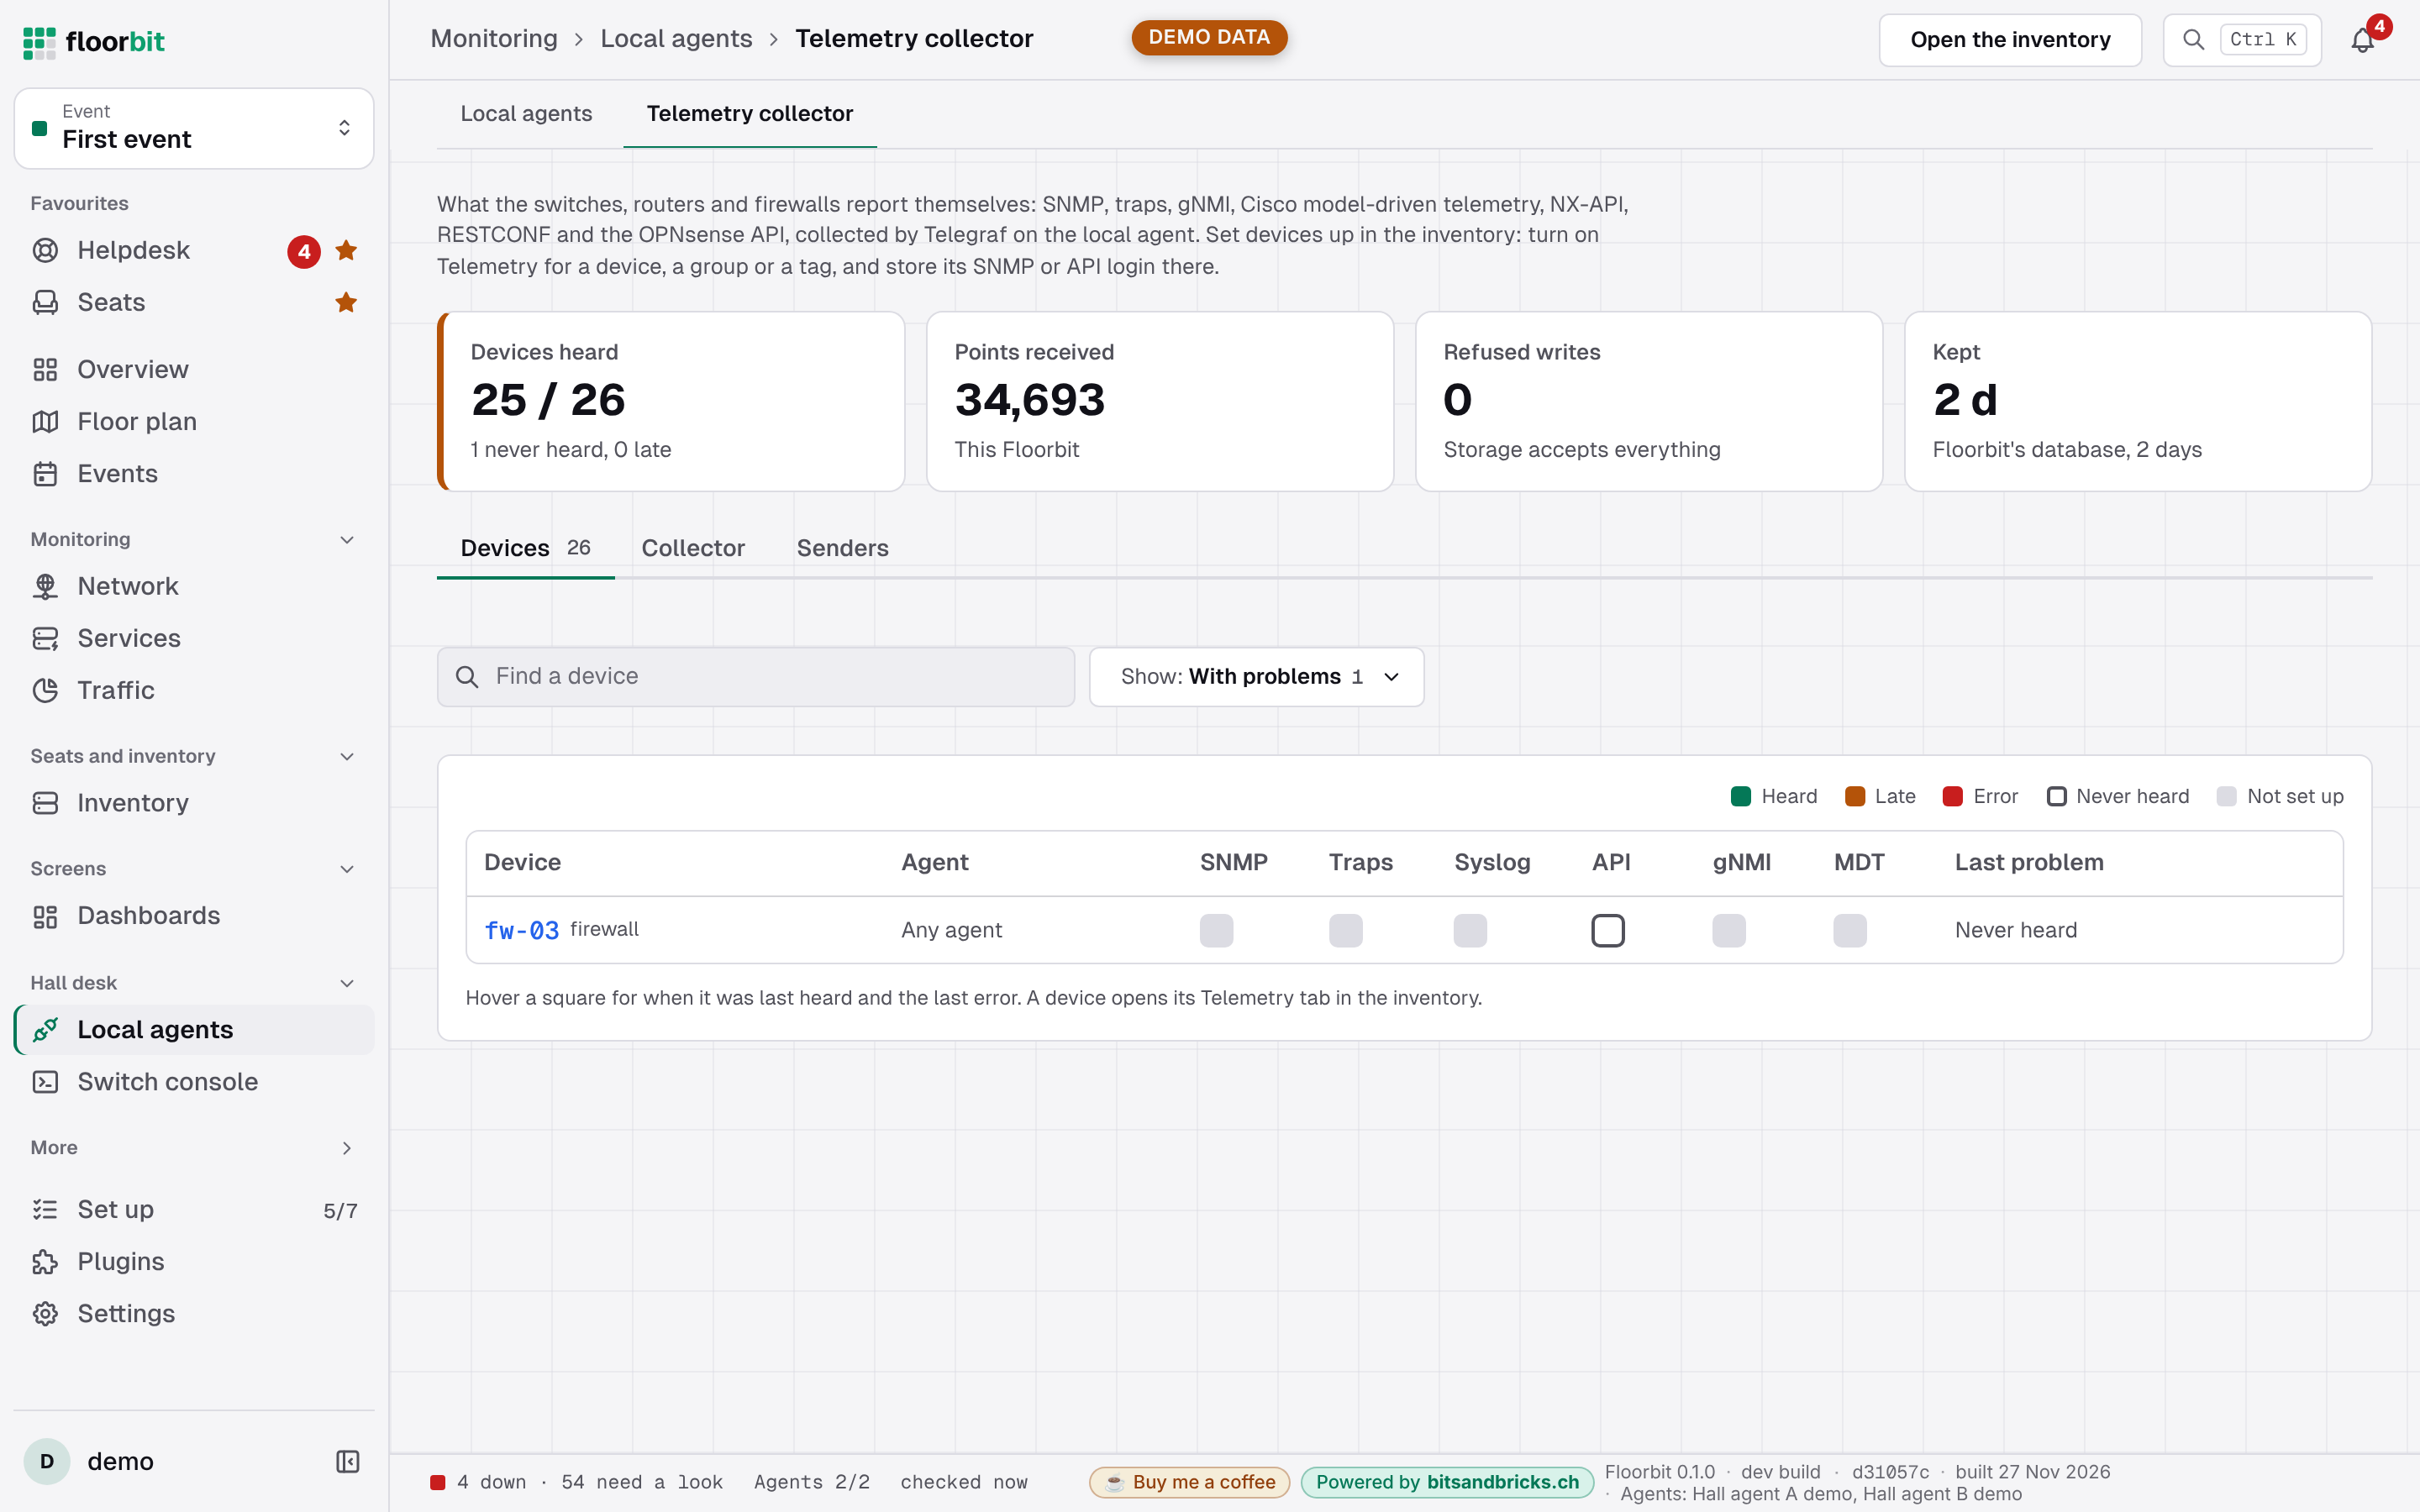 floorbit
Event
First event
Favourites
Helpdesk 4
Seats
Overview
Floor plan
Events
Monitoring
Network
Services
Traffic
Seats and inventory
Inventory
Screens
Dashboards
Hall desk
Local agents
Switch console
More
Set up 5/7
Plugins
Settings
D demo
Monitoring > Local agents > Telemetry collector
DEMO DATA
Open the inventory
Ctrl K
4
Local agents Telemetry collector
What the switches, routers and firewalls report themselves: SNMP, traps, gNMI, Cisco model-driven telemetry, NX-API,
RESTCONF and the OPNsense API, collected by Telegraf on the local agent. Set devices up in the inventory: turn on
Telemetry for a device, a group or a tag, and store its SNMP or API login there.
Devices heard
25 / 26
1 never heard, 0 late
Points received
34,693
This Floorbit
Refused writes
0
Storage accepts everything
Kept
2 d
Floorbit's database, 2 days
Devices 26 Collector Senders
Find a device
Show: With problems 1
Heard Late Error Never heard Not set up
Device Agent SNMP Traps Syslog API gNMI MDT Last problem
fw-03 firewall Any agent Never heard
Hover a square for when it was last heard and the last error. A device opens its Telemetry tab in the inventory.
4 down · 54 need a look Agents 2/2 checked now
☕ Buy me a coffee
Powered by bitsandbricks.ch
Floorbit 0.1.0 · dev build · d31057c · built 27 Nov 2026
· Agents: Hall agent A demo, Hall agent B demo